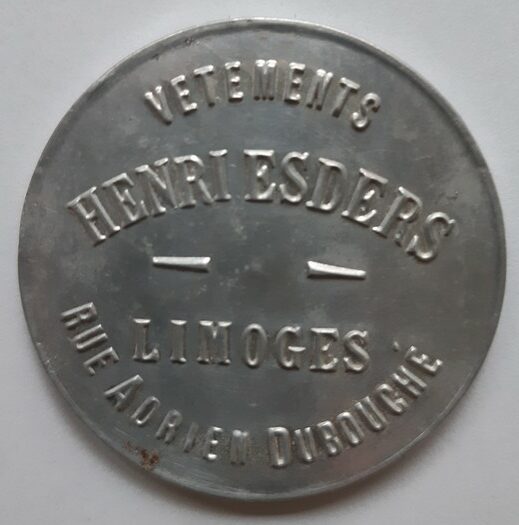 VETEMENTS
HENRI ESDERS
LIMOGES
RUE ADRIEN DUBOUCHÉ